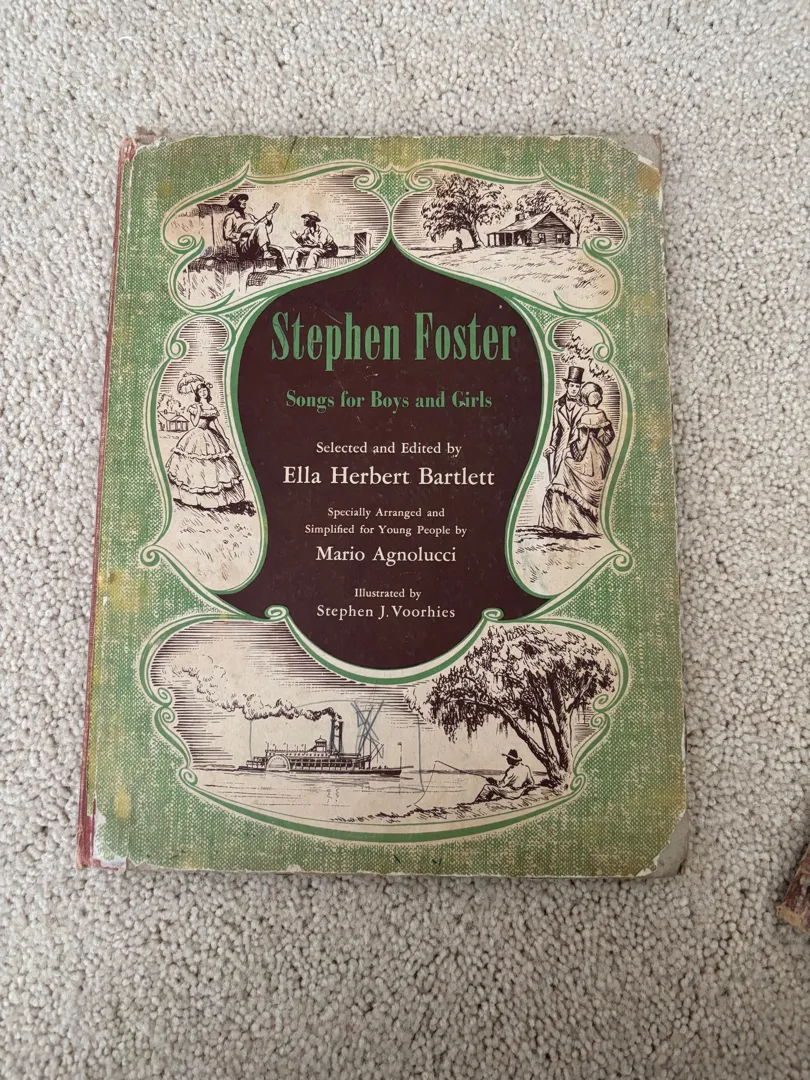 Stephen Foster
Songs for Boys and Girls
Selected and Edited by
Ella Herbert Bartlett
Specially Arranged and
Simplified for Young People by
Mario Agnolucci
Illustrated by
Stephen J. Voorhies